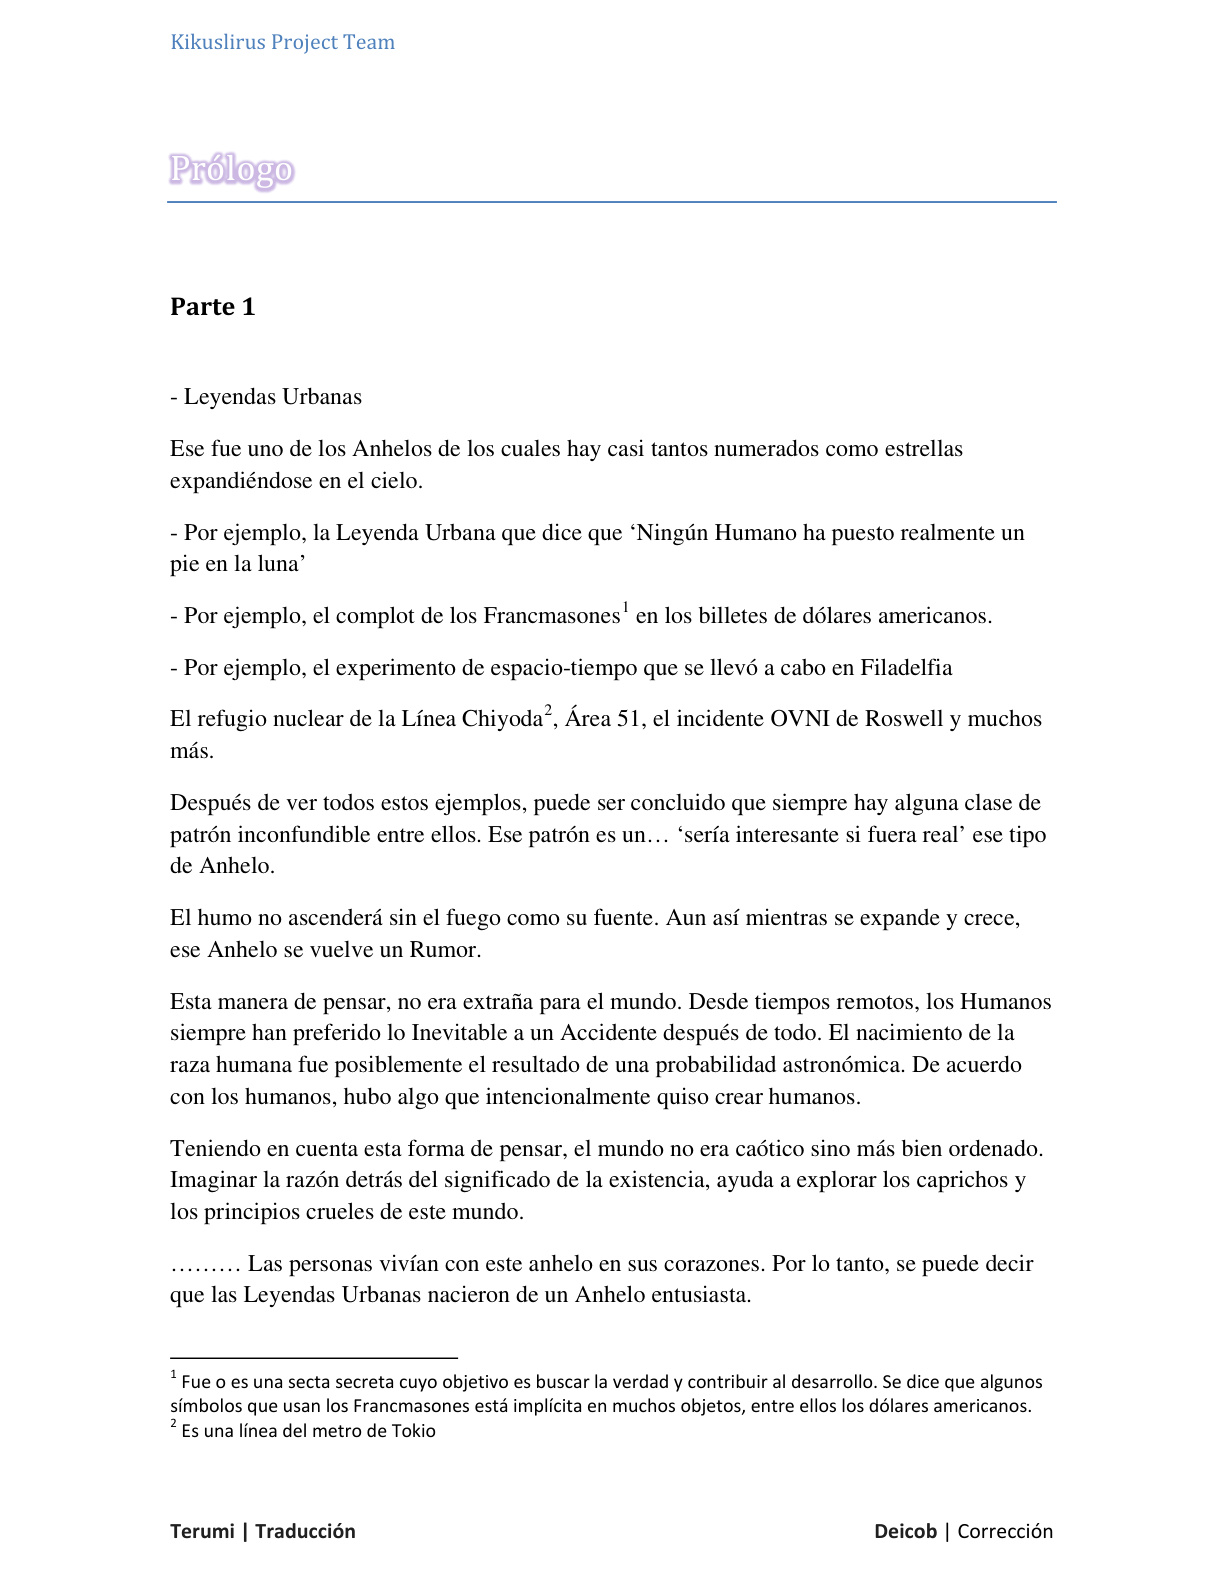 Kikuslirus Project Team
Prólogo
Parte 1
- Leyendas Urbanas
Ese fue uno de los Anhelos de los cuales hay casi tantos numerados como estrellas
expandiéndose en el cielo.
- Por ejemplo, la Leyenda Urbana que dice que ‘Ningún Humano ha puesto realmente un
pie en la luna’
- Por ejemplo, el complot de los Francmasones1 en los billetes de dólares americanos.
- Por ejemplo, el experimento de espacio-tiempo que se llevó a cabo en Filadelfia
El refugio nuclear de la Línea Chiyoda2, Área 51, el incidente OVNI de Roswell y muchos
más.
Después de ver todos estos ejemplos, puede ser concluido que siempre hay alguna clase de
patrón inconfundible entre ellos. Ese patrón es un… ‘sería interesante si fuera real’ ese tipo
de Anhelo.
El humo no ascenderá sin el fuego como su fuente. Aun así mientras se expande y crece,
ese Anhelo se vuelve un Rumor.
Esta manera de pensar, no era extraña para el mundo. Desde tiempos remotos, los Humanos
siempre han preferido lo Inevitable a un Accidente después de todo. El nacimiento de la
raza humana fue posiblemente el resultado de una probabilidad astronómica. De acuerdo
con los humanos, hubo algo que intencionalmente quiso crear humanos.
Teniendo en cuenta esta forma de pensar, el mundo no era caótico sino más bien ordenado.
Imaginar la razón detrás del significado de la existencia, ayuda a explorar los caprichos y
los principios crueles de este mundo.
……… Las personas vivían con este anhelo en sus corazones. Por lo tanto, se puede decir
que las Leyendas Urbanas nacieron de un Anhelo entusiasta.
1 Fue o es una secta secreta cuyo objetivo es buscar la verdad y contribuir al desarrollo. Se dice que algunos
símbolos que usan los Francmasones está implícita en muchos objetos, entre ellos los dólares americanos.
2 Es una línea del metro de Tokio
Terumi | Traducción Deicob | Corrección